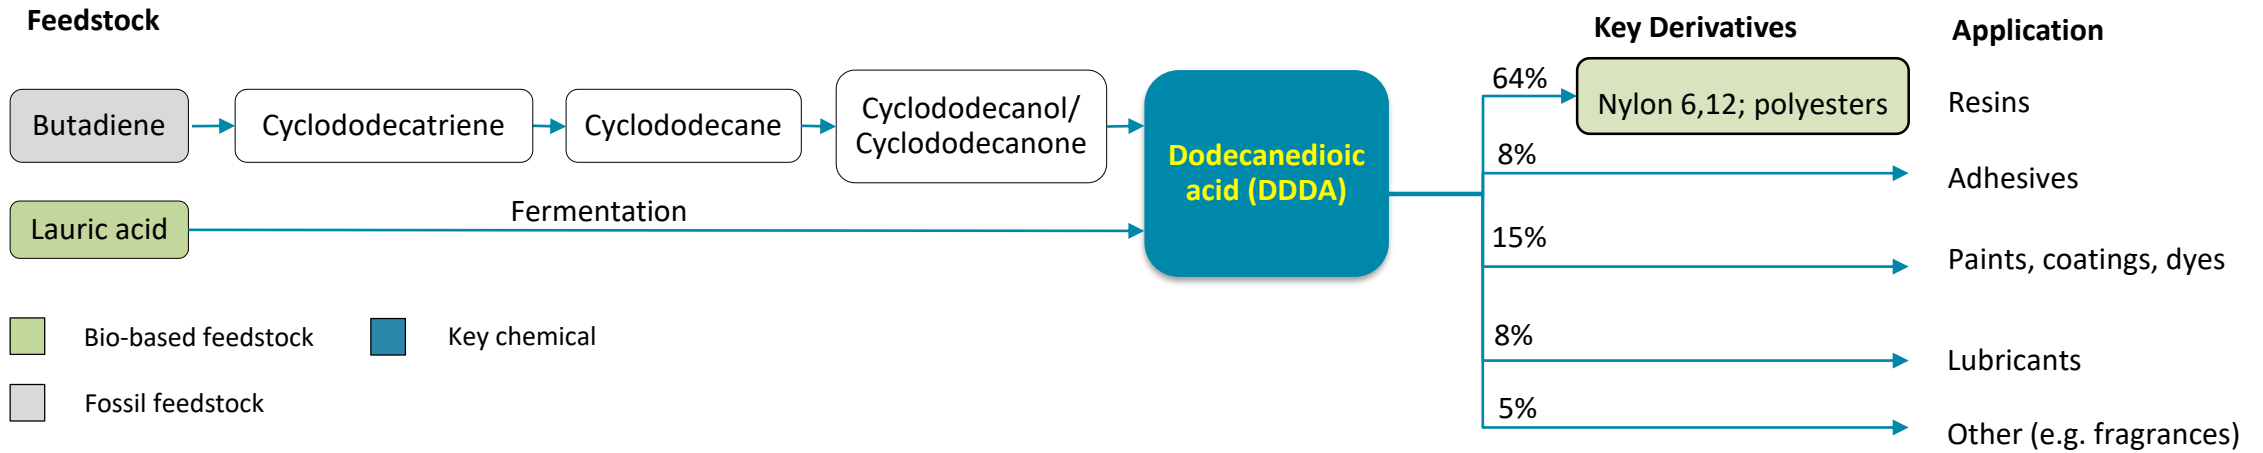 Feedstock
Key Derivatives
Application
Butadiene
Cyclododecatriene
Cyclododecane
Cyclododecanol/
Cyclododecanone
Lauric acid
Fermentation
Dodecanedioic
acid (DDDA)
64%
Nylon 6,12; polyesters
Resins
8%
Adhesives
15%
Paints, coatings, dyes
8%
Lubricants
5%
Other (e.g. fragrances)
Bio-based feedstock
Key chemical
Fossil feedstock